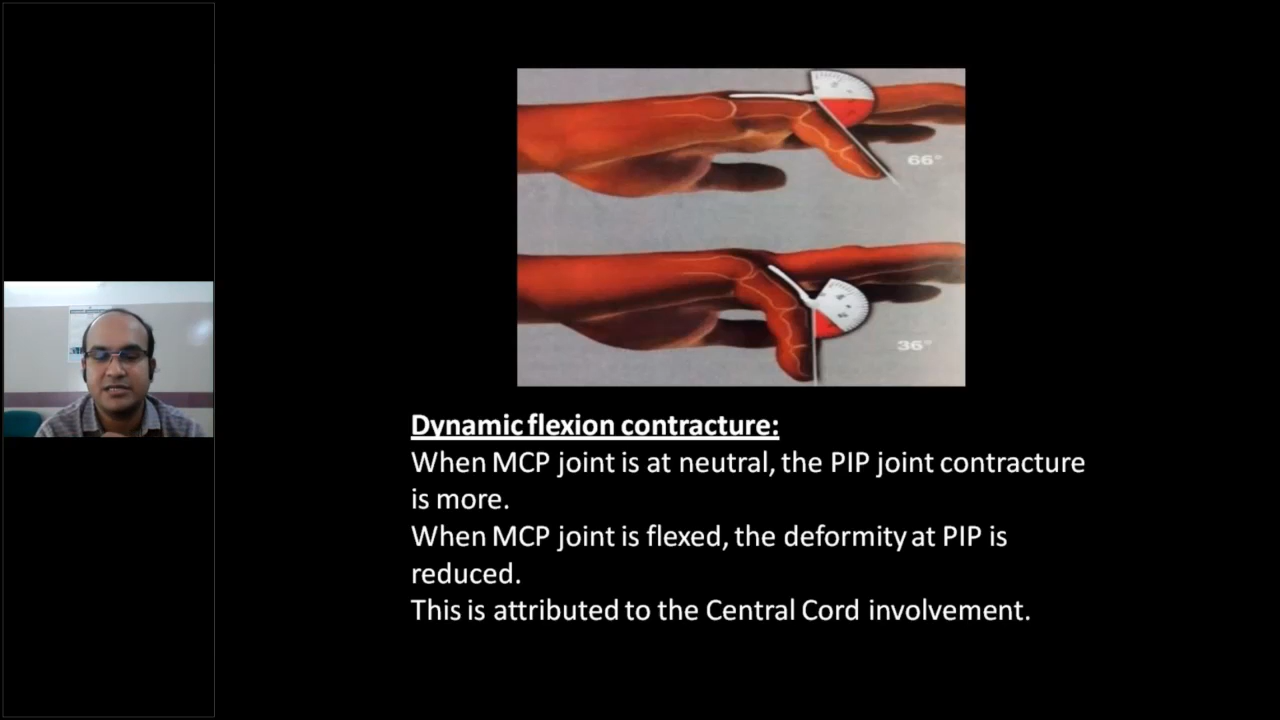 66°
36°
Dynamic flexion contracture:
When MCP joint is at neutral, the PIP joint contracture
is more.
When MCP joint is flexed, the deformity at PIP is
reduced.
This is attributed to the Central Cord involvement.